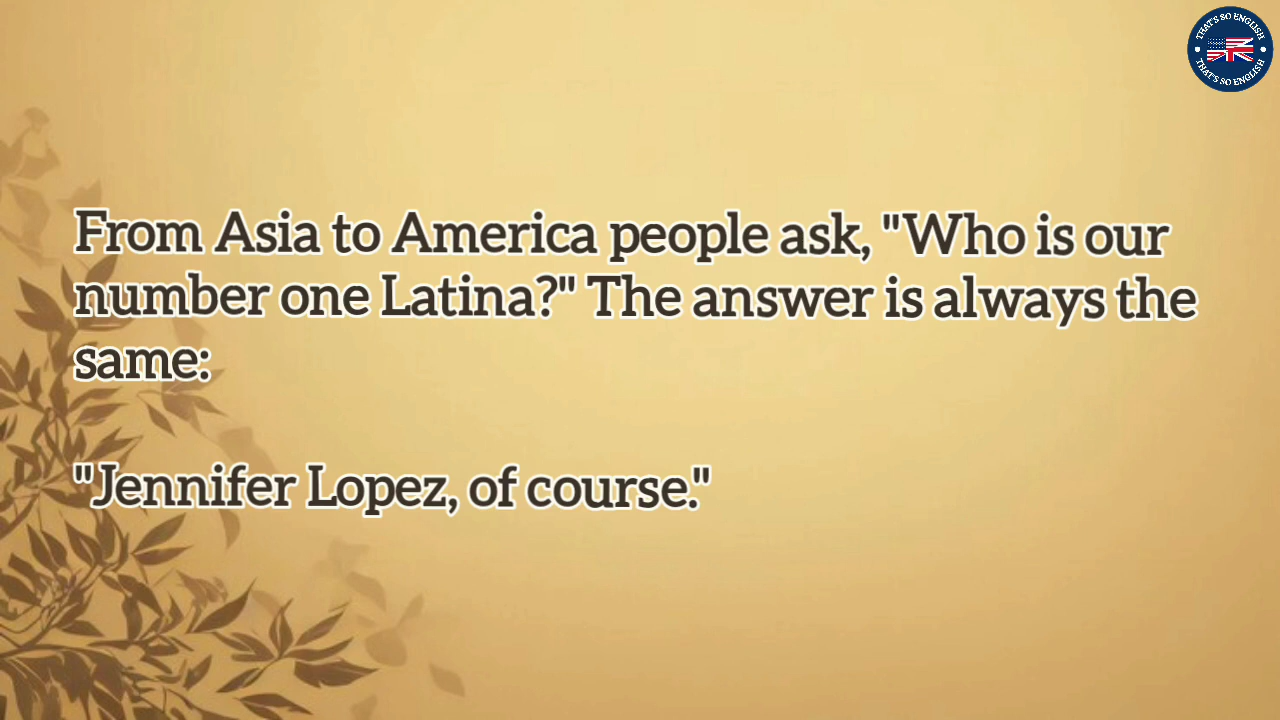 THAT'S SO ENGLISH
THAT'S SO ENGLISH
From Asia to America people ask, "Who is our
number one Latina?" The answer is always the
same:
"Jennifer Lopez, of course."